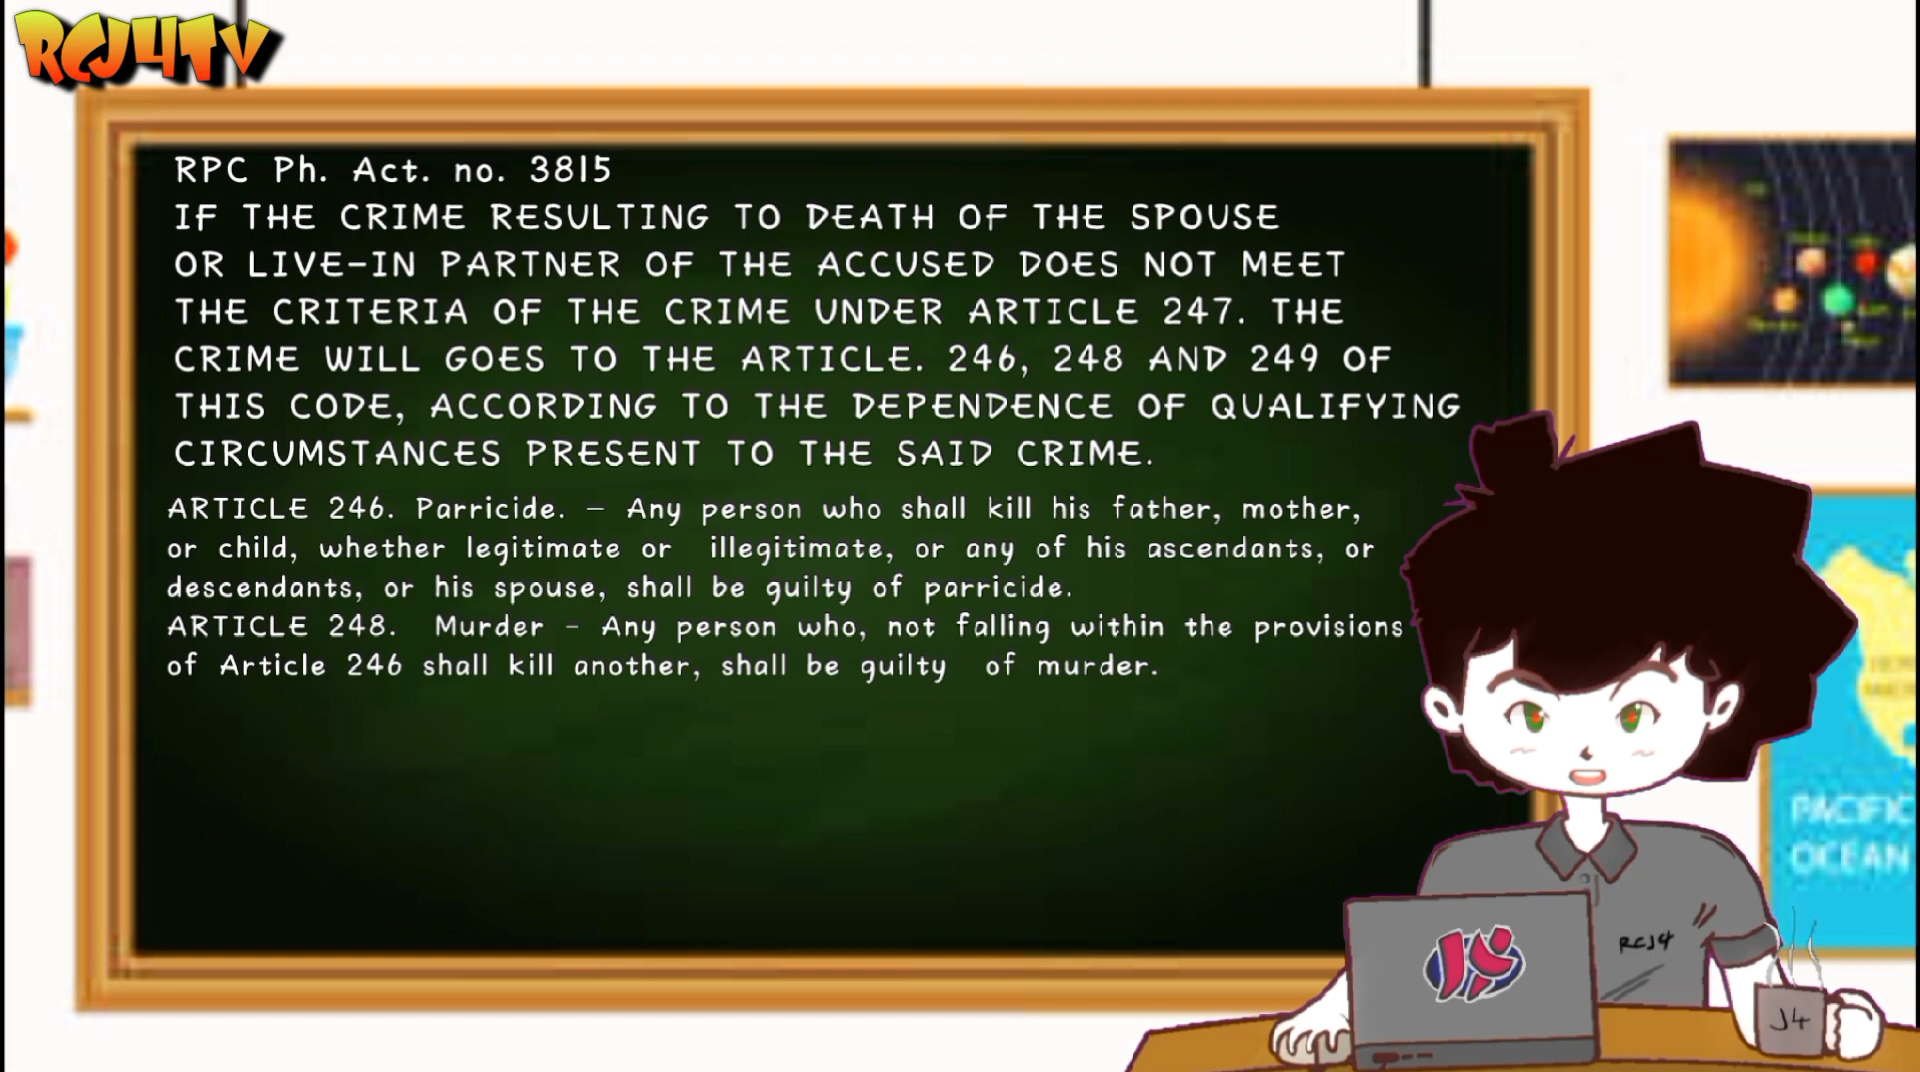 RCJ4TV
RPC Ph. Act. no. 3815
IF THE CRIME RESULTING TO DEATH OF THE SPOUSE
OR LIVE-IN PARTNER OF THE ACCUSED DOES NOT MEET
THE CRITERIA OF THE CRIME UNDER ARTICLE 247. THE
CRIME WILL GOES TO THE ARTICLE. 246, 248 AND 249 OF
THIS CODE, ACCORDING TO THE DEPENDENCE OF QUALIFYING
CIRCUMSTANCES PRESENT TO THE SAID CRIME.
ARTICLE 246. Parricide. – Any person who shall kill his father, mother,
or child, whether legitimate or illegitimate, or any of his ascendants, or
descendants, or his spouse, shall be guilty of parricide.
ARTICLE 248. Murder - Any person who, not falling within the provisions
of Article 246 shall kill another, shall be guilty of murder.
PACIFIC
OCEAN
RCJ4
J4